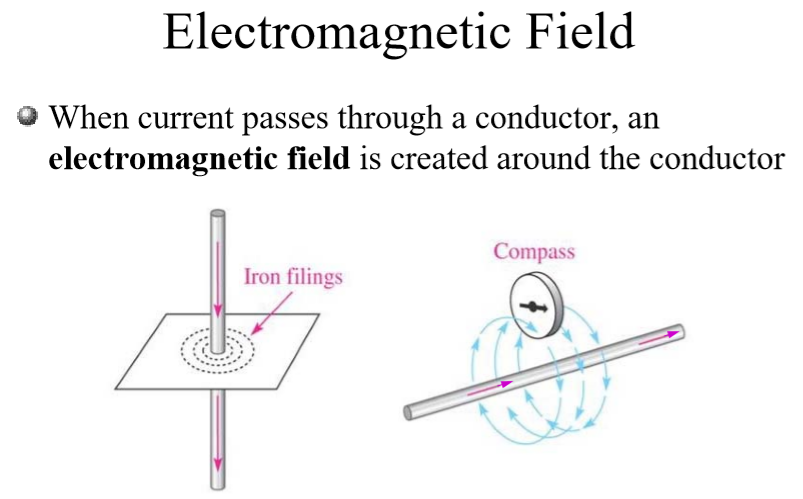 Electromagnetic Field
When current passes through a conductor, an
electromagnetic field is created around the conductor
Iron filings
Compass